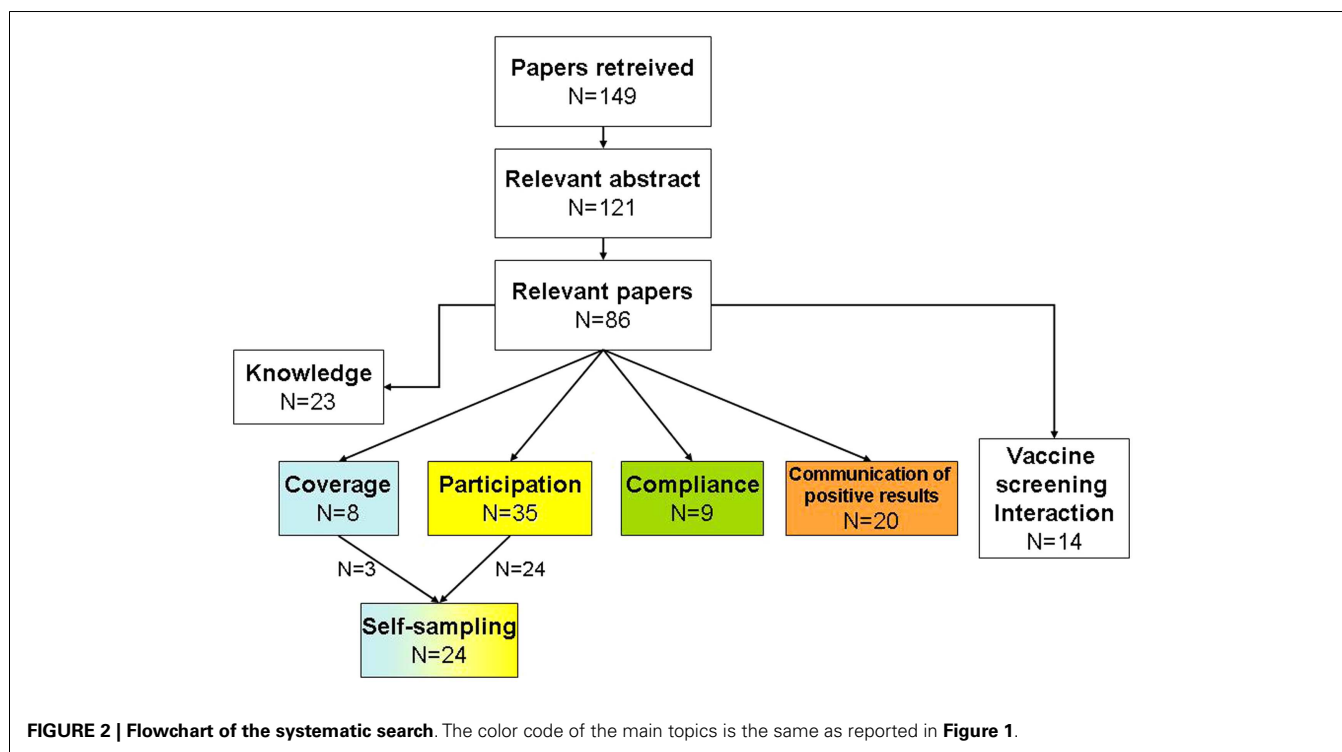 Papers retreived
N=149
Relevant abstract
N=121
Relevant papers
N=86
Knowledge
N=23
Coverage
N=8
Participation
N=35
Compliance
N=9
Communication of
positive results
N=20
Vaccine
screening
Interaction
N=14
N=3
N=24
Self-sampling
N=24
FIGURE 2 | Flowchart of the systematic search. The color code of the main topics is the same as reported in Figure 1.